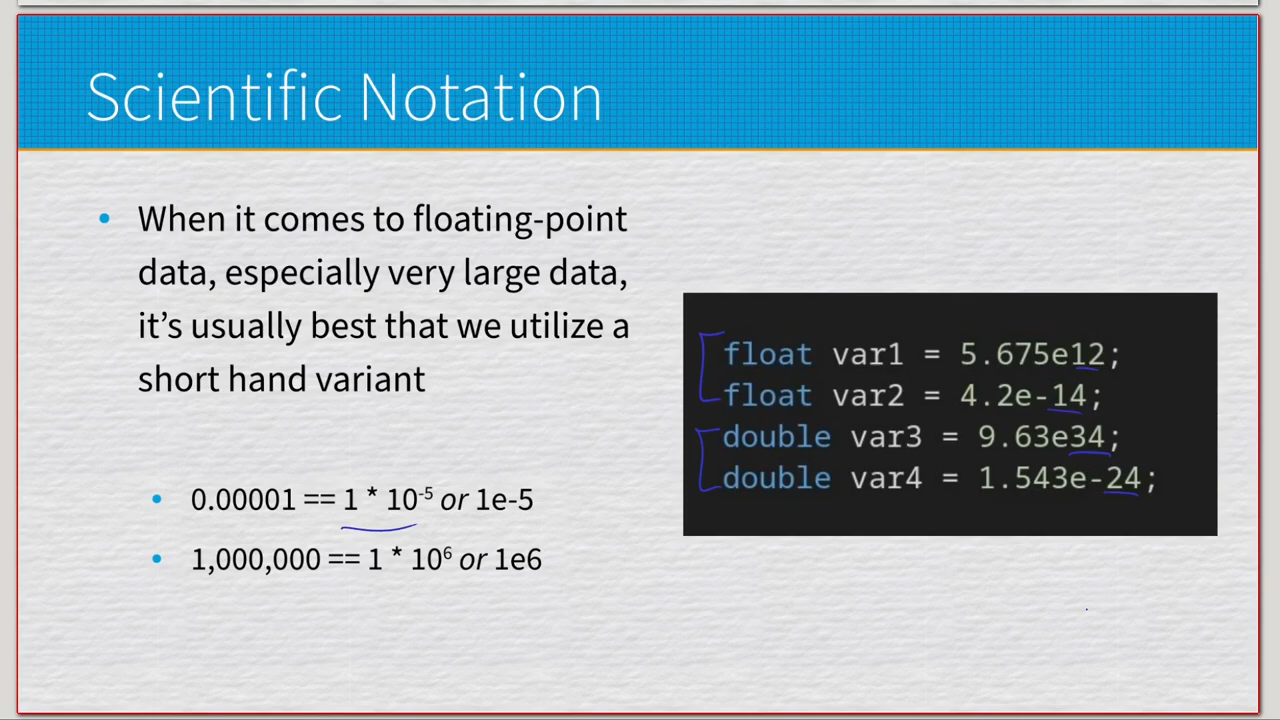 Scientific Notation
When it comes to floating-point
data, especially very large data,
it’s usually best that we utilize a
short hand variant
0.00001 == 1 * 10⁻⁵ or 1e-5
1,000,000 == 1 * 10⁶ or 1e6
float var1 = 5.675e12;
float var2 = 4.2e-14;
double var3 = 9.63e34;
double var4 = 1.543e-24;